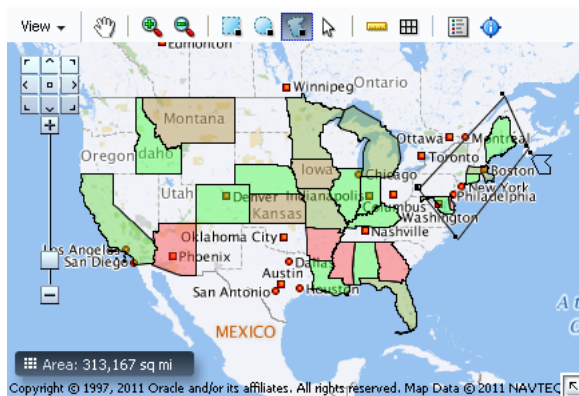 View
Edmonton
Winnipeg
Ontario
Montana
Ottawa
Montreal
Oregon
Idaho
Toronto
Iowa
Chicago
Boston
Utah
Denver
Indianapolis
New York
Columbus
Philadelphia
Kansas
Washington
Nashville
Oklahoma City
Los Angeles
San Diego
Phoenix
Dallas
Austin
San Antonio
Houston
MEXICO
Area: 313,167 sq mi
Copyright © 1997, 2011 Oracle and/or its affiliates. All rights reserved. Map Data © 2011 NAVTEQ